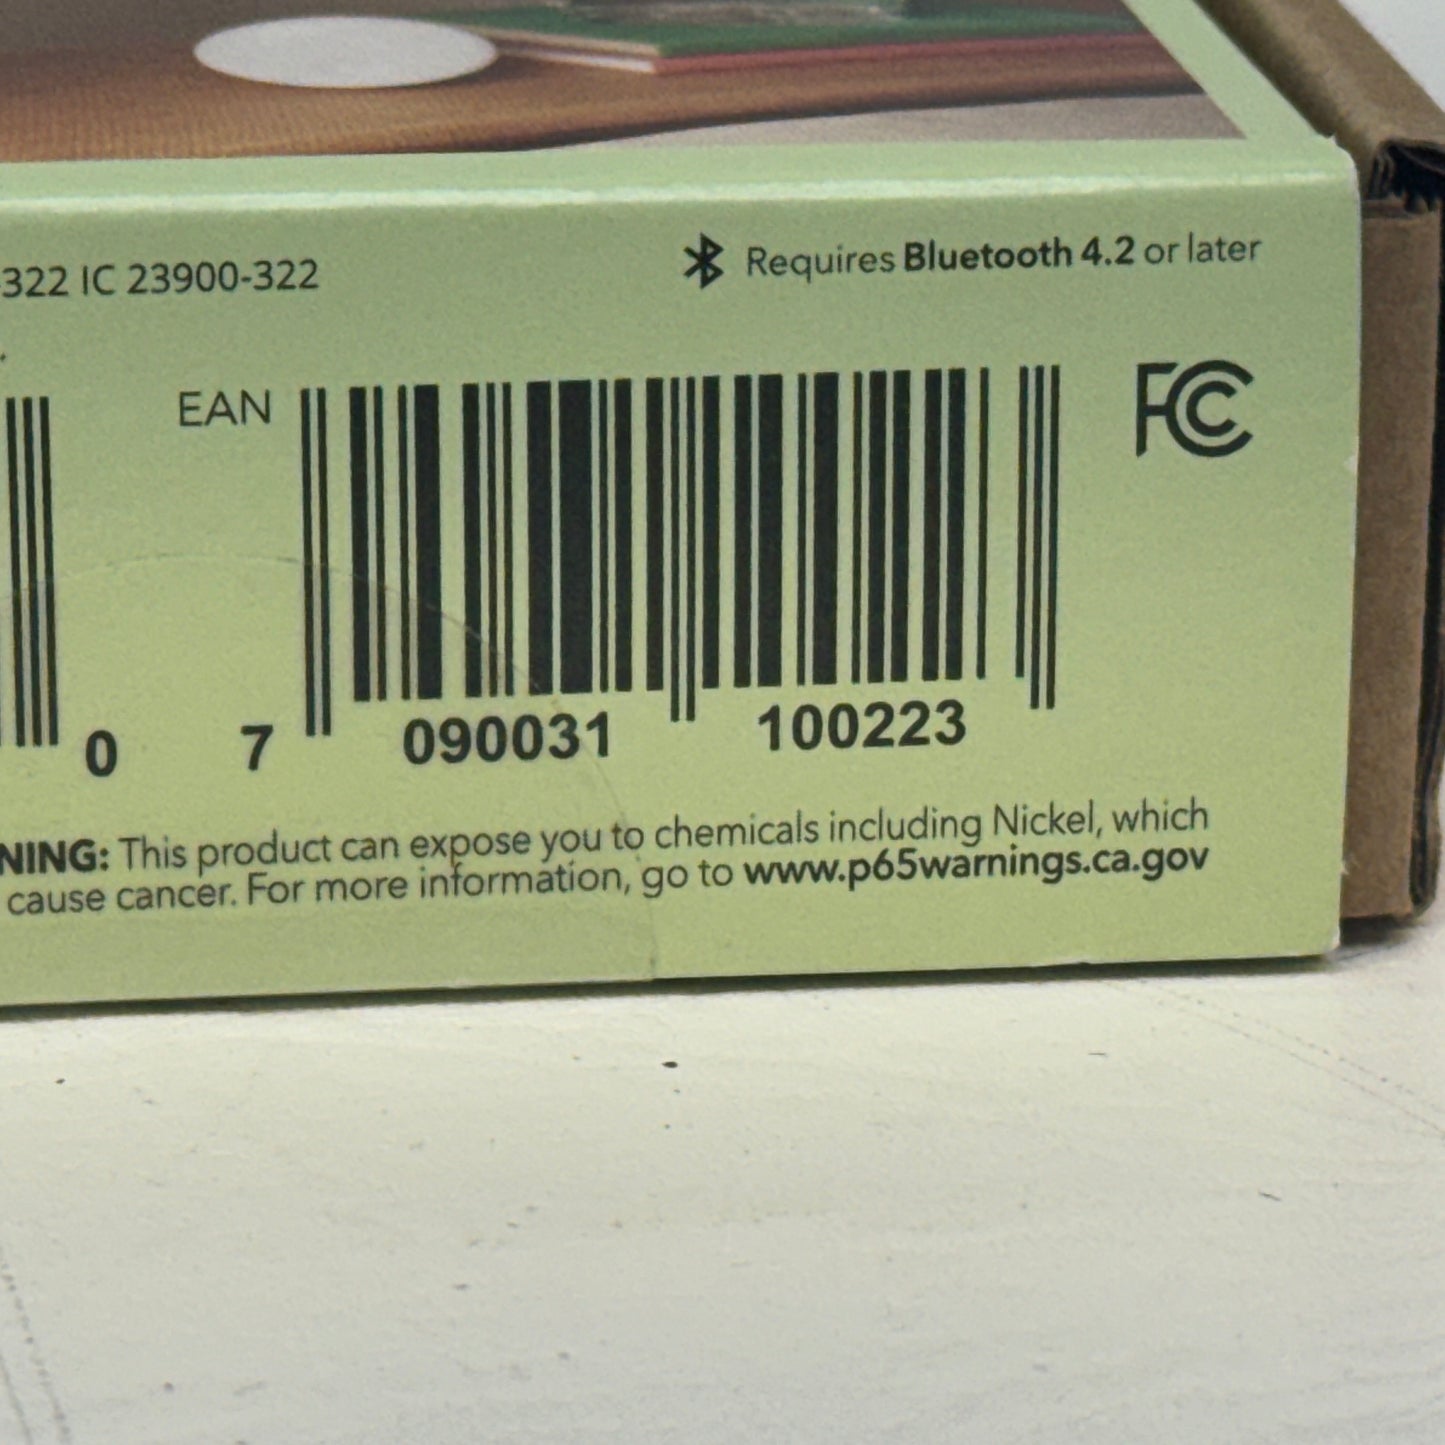 -322 IC 23900-322
Requires Bluetooth 4.2 or later
EAN
FC
0
7 090031 100223
NING: This product can expose you to chemicals including Nickel, which
cause cancer. For more information, go to www.p65warnings.ca.gov